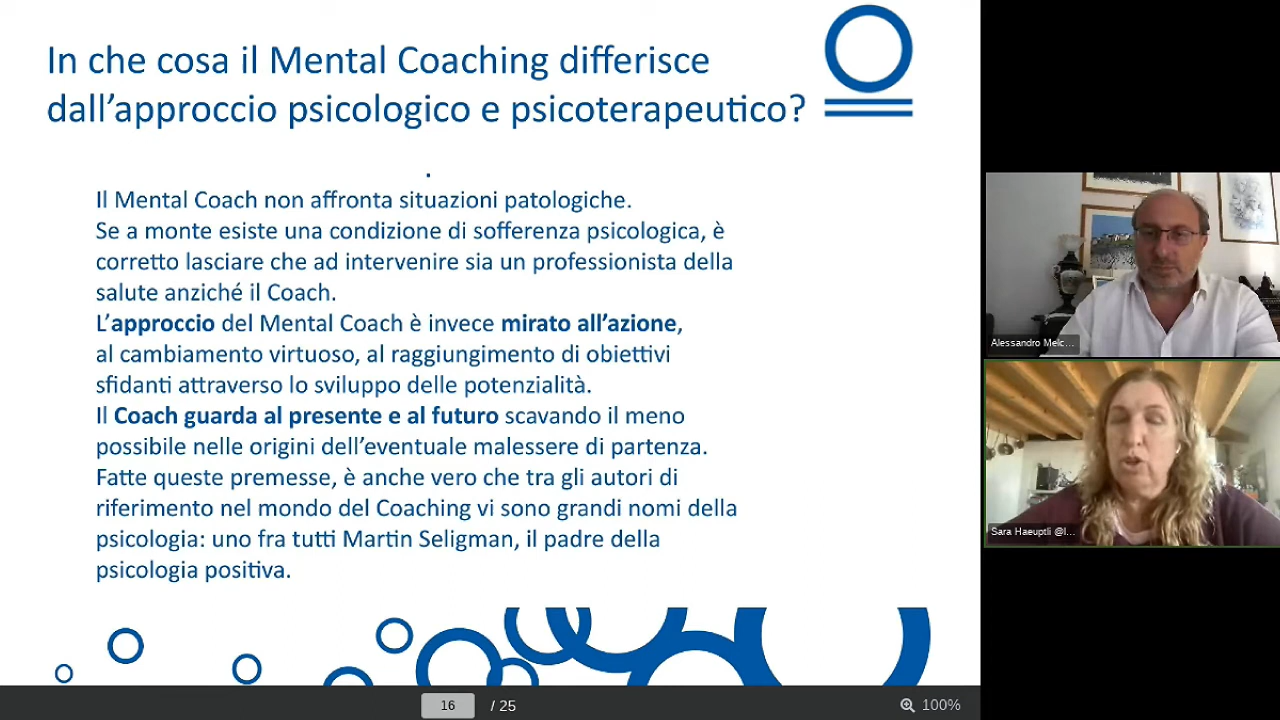 In che cosa il Mental Coaching differisce
dall’approccio psicologico e psicoterapeutico?
.
Il Mental Coach non affronta situazioni patologiche.
Se a monte esiste una condizione di sofferenza psicologica, è
corretto lasciare che ad intervenire sia un professionista della
salute anziché il Coach.
L’approccio del Mental Coach è invece mirato all’azione,
al cambiamento virtuoso, al raggiungimento di obiettivi
sfidanti attraverso lo sviluppo delle potenzialità.
Il Coach guarda al presente e al futuro scavando il meno
possibile nelle origini dell’eventuale malessere di partenza.
Fatte queste premesse, è anche vero che tra gli autori di
riferimento nel mondo del Coaching vi sono grandi nomi della
psicologia: uno fra tutti Martin Seligman, il padre della
psicologia positiva.
16 / 25
100%
Alessandro Melc...
Sara Haeuptli @l...